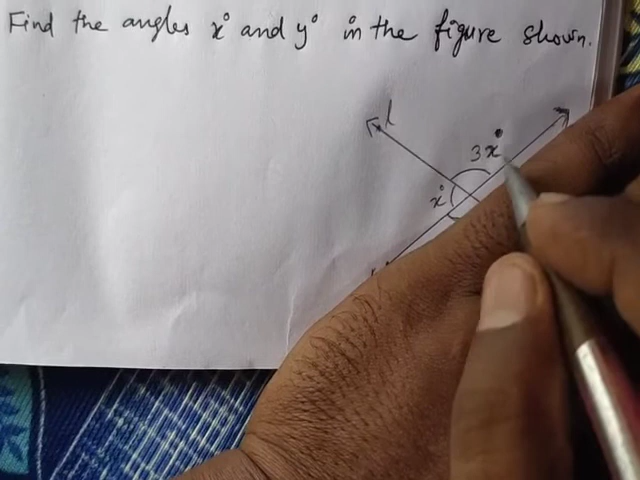 Find the angles x° and y° in the figure shown.
l
3x°
x°